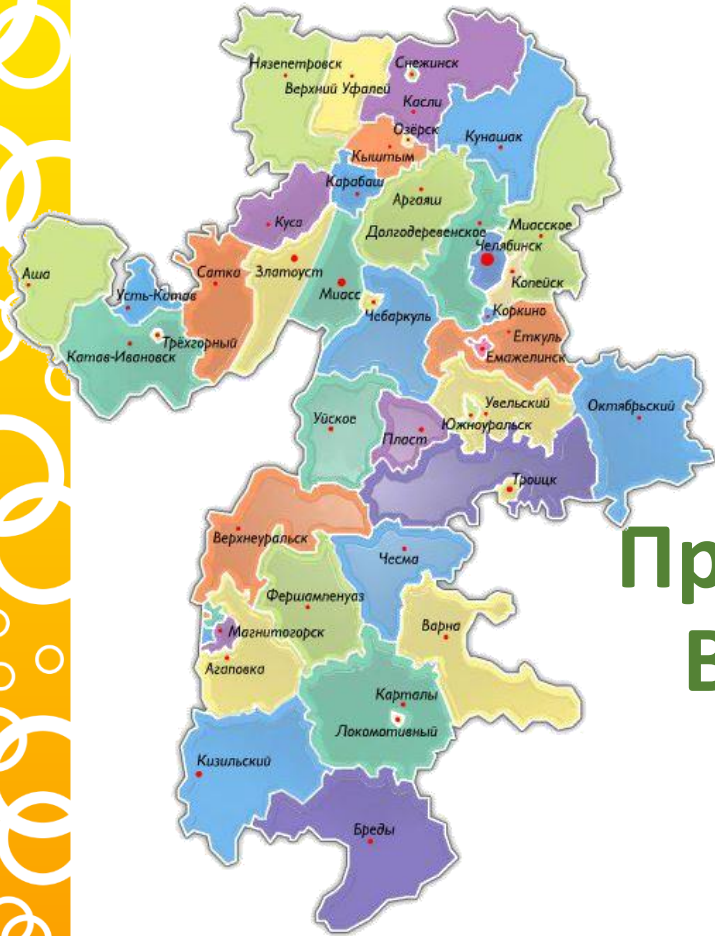 Нязепетровск
Снежинск
Верхний Уфалей
Касли
Озёрск
Кунашак
Кыштым
Карабаш
Аргаяш
Куса
Долгодеревенское
Миасское
Челябинск
Аша
Сатка
Златоуст
Копейск
Усть-Катав
Миасс
Чебаркуль
Коркино
Трёхгорный
Еткуль
Катав-Ивановск
Емажелинск
Уйское
Увельский
Октябрьский
Южноуральск
Пласт
Троицк
Верхнеуральск
Чесма
Пр
Фершампенуаз
Варна
Магнитогорск
В
Агаповка
Карталы
Локомотивный
Кизильский
Бреды